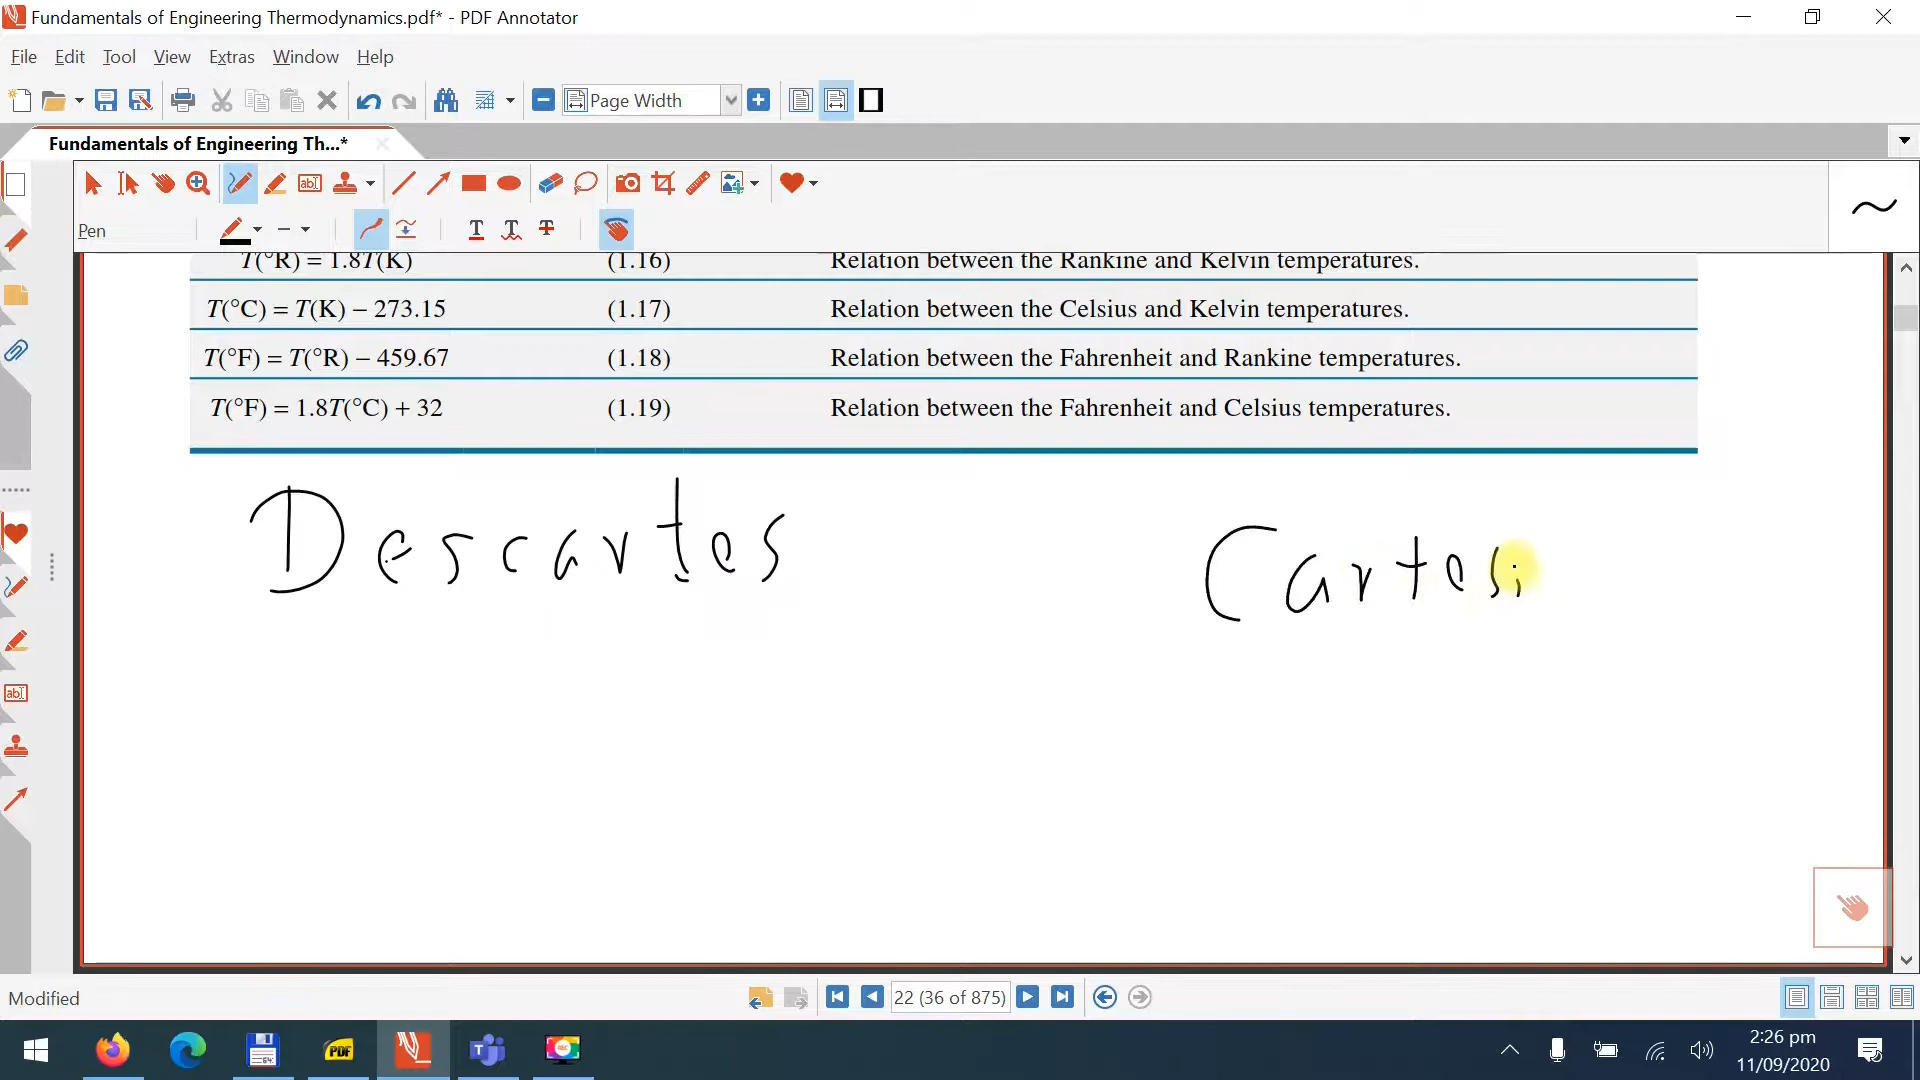 Fundamentals of Engineering Thermodynamics.pdf* - PDF Annotator
File Edit Tool View Extras Window Help
Page Width
Fundamentals of Engineering Th...*
Pen
T(°R) = 1.8T(K) (1.16) Relation between the Rankine and Kelvin temperatures.
T(°C) = T(K) – 273.15 (1.17) Relation between the Celsius and Kelvin temperatures.
T(°F) = T(°R) – 459.67 (1.18) Relation between the Fahrenheit and Rankine temperatures.
T(°F) = 1.8T(°C) + 32 (1.19) Relation between the Fahrenheit and Celsius temperatures.
Descartes Cartesi
Modified 22 (36 of 875)
64
PDF
REC
2:26 pm
11/09/2020